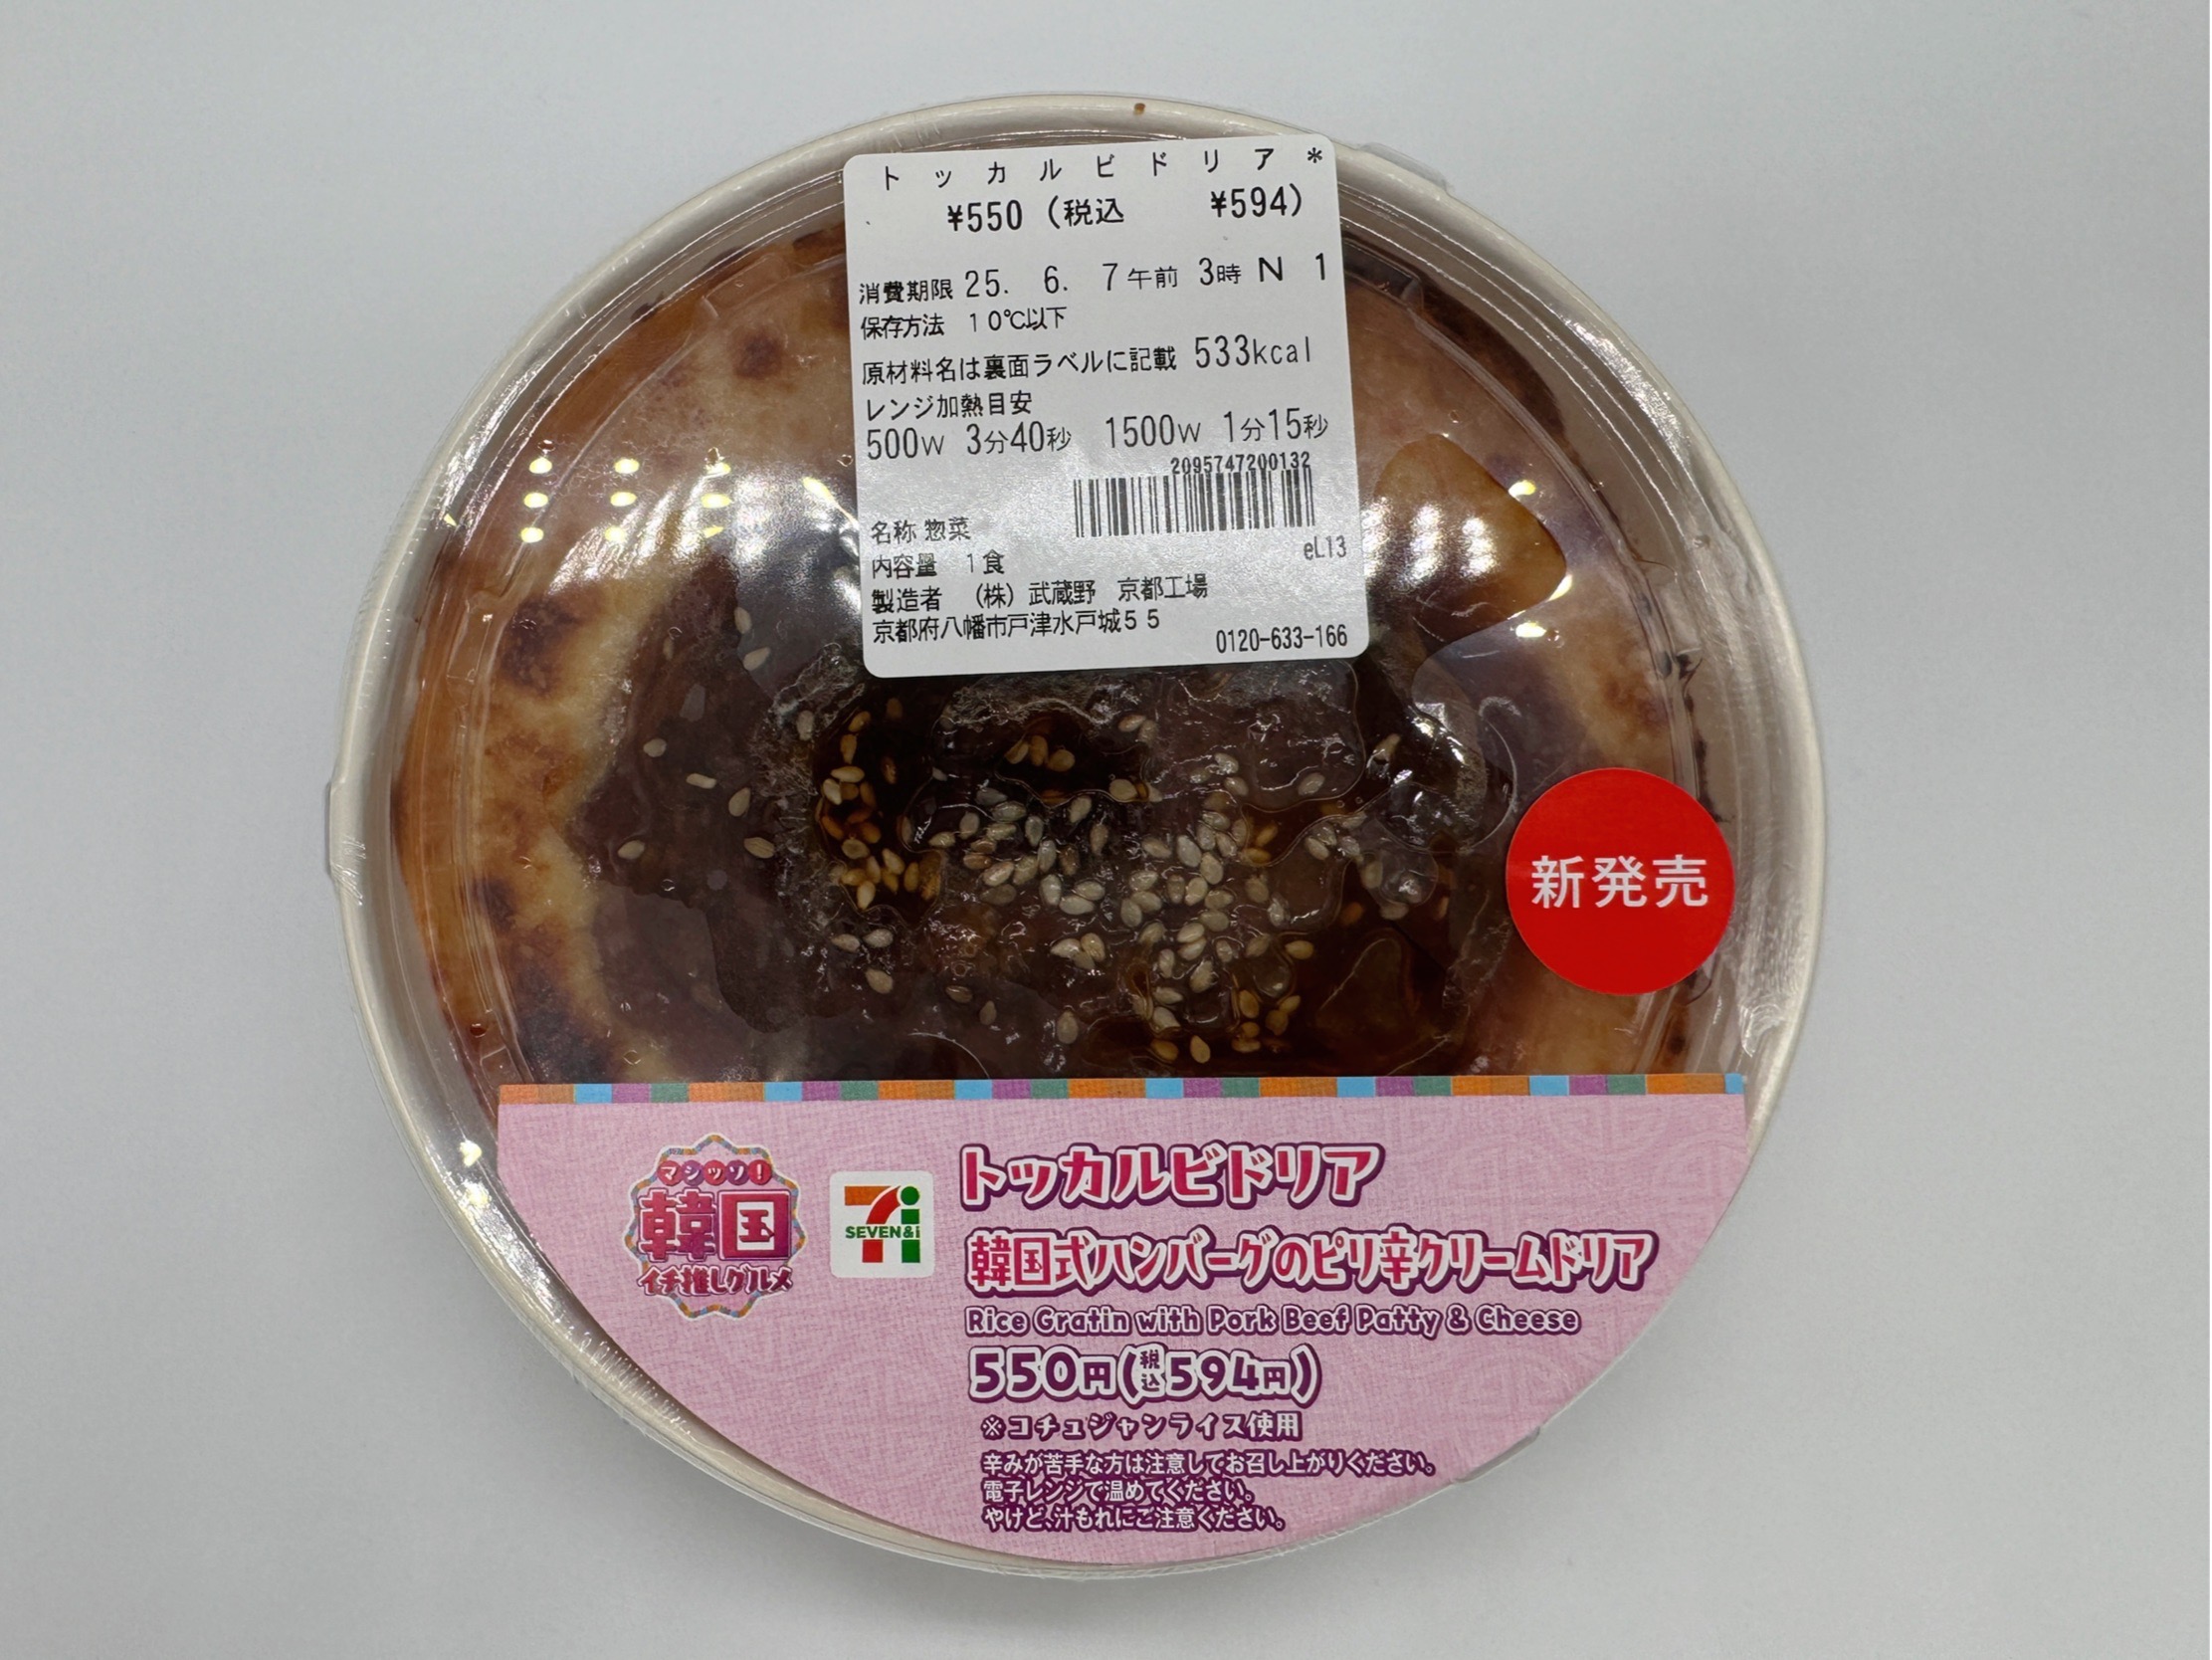 トッカルビドリア*
¥550（税込 ¥594）
消費期限 25. 6. 7午前 3時 N 1
保存方法 10℃以下
原材料名は裏面ラベルに記載 533kcal
レンジ加熱目安
500W 3分40秒 1500W 1分15秒
2095747200132
名称 惣菜
eL13
内容量 1食
製造者 （株）武蔵野 京都工場
京都府八幡市戸津水戸城55
0120-633-166
新発売
マシッソ！
韓国
イチ推しグルメ
SEVEN&i
トッカルビドリア
韓国式ハンバーグのピリ辛クリームドリア
Rice Gratin with Pork Beef Patty & Cheese
550円(税込594円)
※コチュジャンライス使用
辛みが苦手な方は注意してお召し上がりください。
電子レンジで温めてください。
やけど、汁もれにご注意ください。